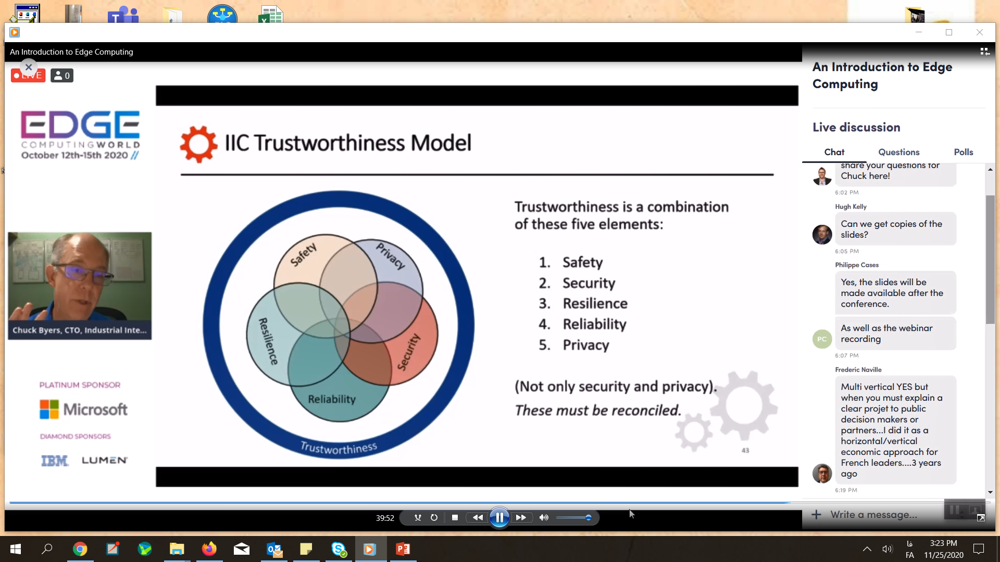 An Introduction to Edge Computing
LIVE
0
EDGE
COMPUTINGWORLD
October 12th-15th 2020 //
Chuck Byers, CTO, Industrial Inte...
PLATINUM SPONSOR
Microsoft
DIAMOND SPONSORS
IBM LUMEN
IIC Trustworthiness Model
Safety
Privacy
Resilience
Security
Reliability
Trustworthiness
Trustworthiness is a combination
of these five elements:
1. Safety
2. Security
3. Resilience
4. Reliability
5. Privacy
(Not only security and privacy).
These must be reconciled.
43
An Introduction to Edge
Computing
Live discussion
Chat Questions Polls
share your questions for
Chuck here!
6:02 PM
Hugh Kelly
Can we get copies of the
slides?
6:05 PM
Philippe Cases
Yes, the slides will be
made available after the
conference.
As well as the webinar
recording
PC
6:07 PM
Frederic Naville
Multi vertical YES but
when you must explain a
clear projet to public
decision makers or
partners...I did it as a
horizontal/vertical
economic approach for
French leaders....3 years
ago
6:19 PM
Write a message...
39:52
فا
FA
3:23 PM
11/25/2020